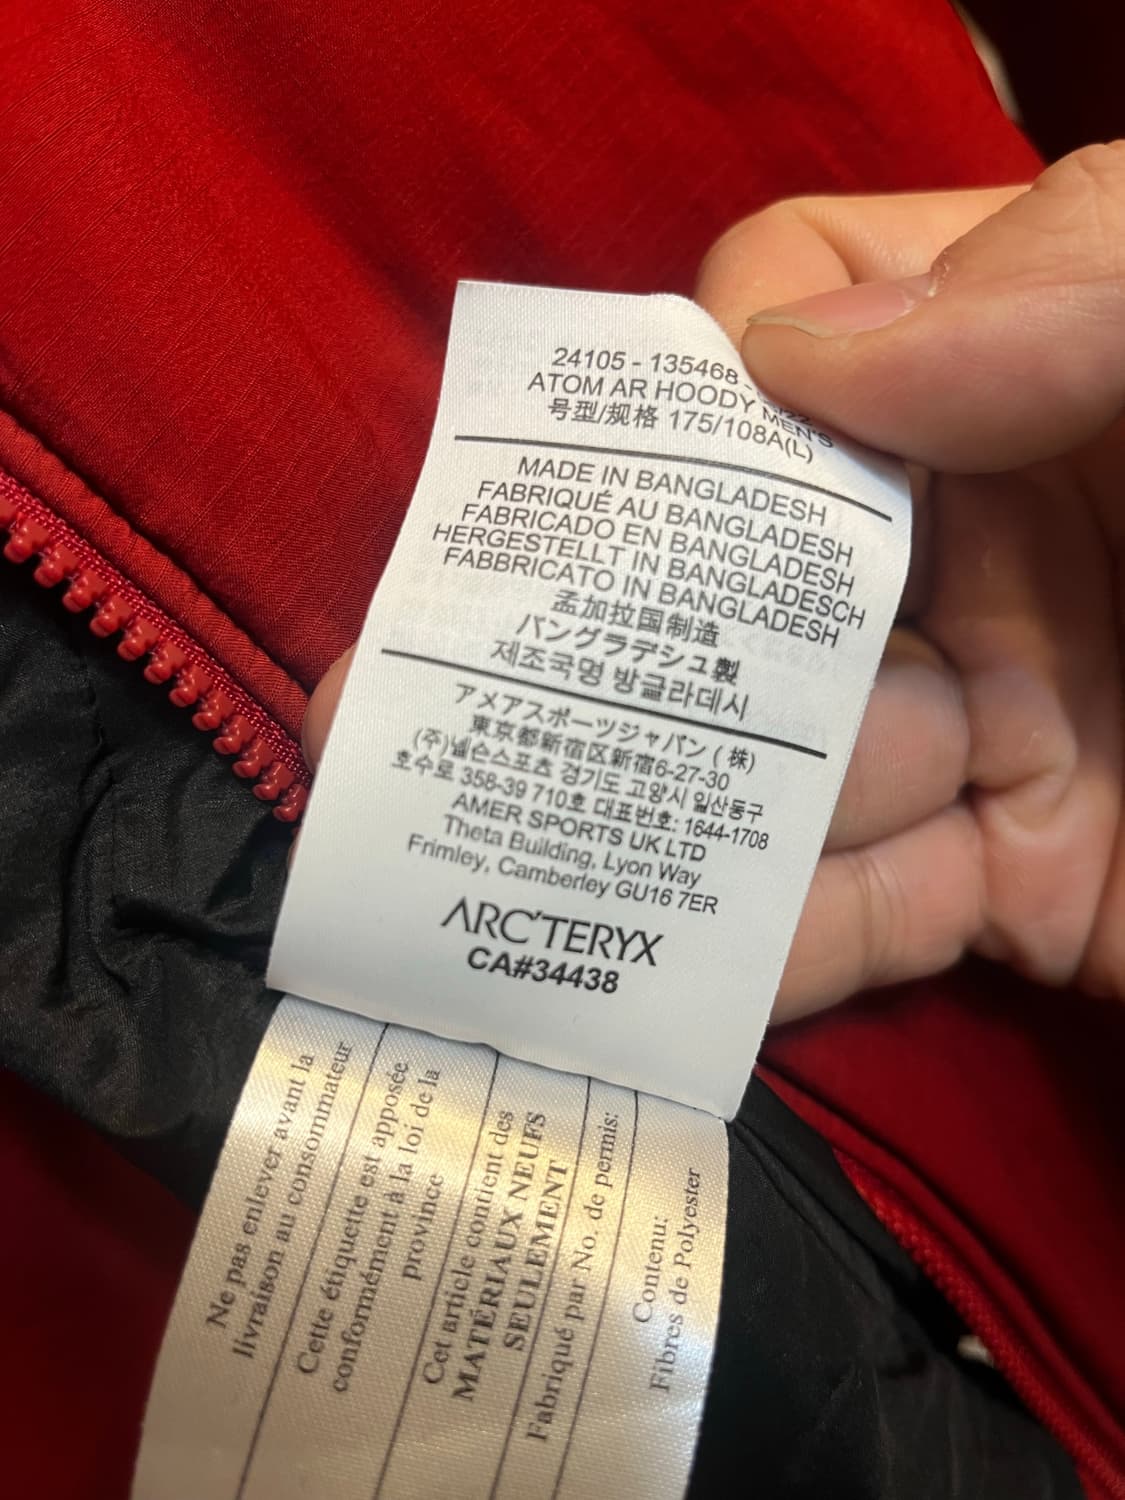 24105 - 135468
ATOM AR HOODY MEN'S
号型/规格 175/108A(L)
MADE IN BANGLADESH
FABRIQUÉ AU BANGLADESH
FABRICADO EN BANGLADESH
HERGESTELLT IN BANGLADESCH
FABBRICATO IN BANGLADESH
孟加拉国制造
バングラデシュ製
제조국명 방글라데시
アメアスポーツジャパン ( 株)
東京都新宿区新宿6-27-30
(주)넬슨스포츠 경기도 고양시 일산동구
호수로 358-39 710호 대표번호: 1644-1708
AMER SPORTS UK LTD
Theta Building, Lyon Way
Frimley, Camberley GU16 7ER
ARC'TERYX
CA#34438
Ne pas enlever avant la
livraison au consommateur
Cette étiquette est apposée
conformément à la loi de la
province
Cet article contient des
MATÉRIAUX NEUFS
SEULEMENT
Fabriqué par No. de permis:
Contenu:
Fibres de Polyester